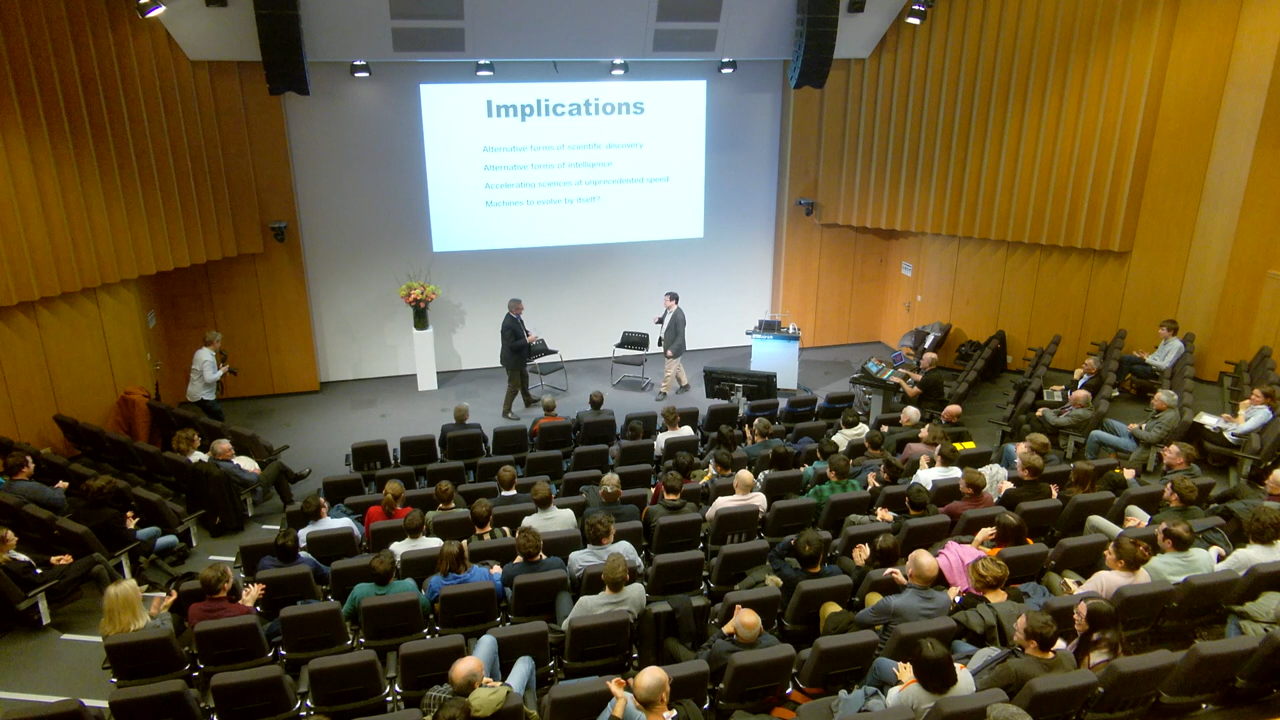 Implications
Alternative forms of scientific discovery
Alternative forms of intelligence
Accelerating sciences at unprecedented speed
Machines to evolve by itself?